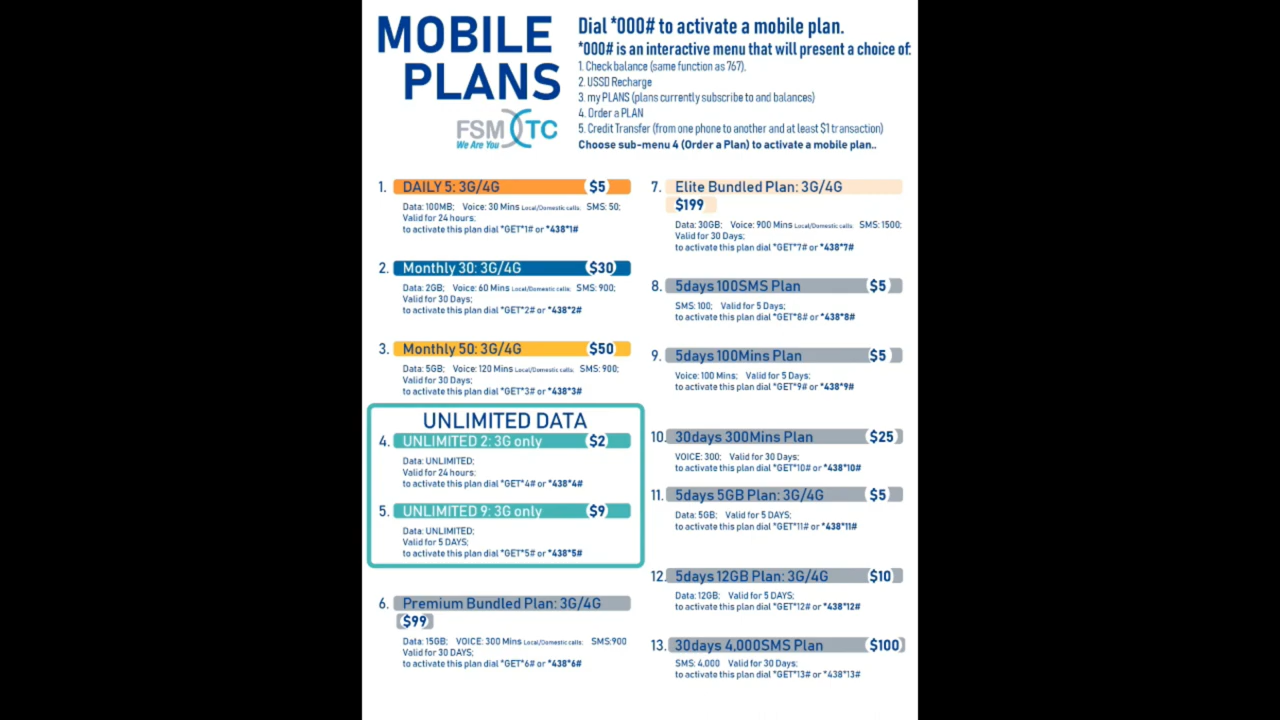 MOBILE
PLANS
FSM TC
We Are You
Dial *000# to activate a mobile plan.
*000# is an interactive menu that will present a choice of:
1. Check balance (same function as 767).
2. USSD Recharge
3. my PLANS (plans currently subscribe to and balances)
4. Order a PLAN
5. Credit Transfer (from one phone to another and at least $1 transaction)
Choose sub-menu 4 (Order a Plan) to activate a mobile plan..
1. DAILY 5: 3G/4G ($5)
Data: 100MB; Voice: 30 Mins Local/Domestic calls; SMS: 50;
Valid for 24 hours;
to activate this plan dial *GET*1# or *438*1#
2. Monthly 30: 3G/4G ($30)
Data: 2GB; Voice: 60 Mins Local/Domestic calls; SMS: 900;
Valid for 30 Days;
to activate this plan dial *GET*2# or *438*2#
3. Monthly 50: 3G/4G ($50)
Data: 5GB; Voice: 120 Mins Local/Domestic calls; SMS: 900;
Valid for 30 Days;
to activate this plan dial *GET*3# or *438*3#
UNLIMITED DATA
4. UNLIMITED 2: 3G only ($2)
Data: UNLIMITED;
Valid for 24 hours;
to activate this plan dial *GET*4# or *438*4#
5. UNLIMITED 9: 3G only ($9)
Data: UNLIMITED;
Valid for 5 DAYS;
to activate this plan dial *GET*5# or *438*5#
6. Premium Bundled Plan: 3G/4G
($99)
Data: 15GB; VOICE: 300 Mins Local/Domestic calls; SMS:900
Valid for 30 DAYS;
to activate this plan dial *GET*6# or *438*6#
7. Elite Bundled Plan: 3G/4G
$199
Data: 30GB; Voice: 900 Mins Local/Domestic calls; SMS: 1500;
Valid for 30 Days;
to activate this plan dial *GET*7# or *438*7#
8. 5days 100SMS Plan ($5)
SMS: 100; Valid for 5 Days;
to activate this plan dial *GET*8# or *438*8#
9. 5days 100Mins Plan ($5)
Voice: 100 Mins; Valid for 5 Days;
to activate this plan dial *GET*9# or *438*9#
10. 30days 300Mins Plan ($25)
VOICE: 300; Valid for 30 Days;
to activate this plan dial *GET*10# or *438*10#
11. 5days 5GB Plan: 3G/4G ($5)
Data: 5GB; Valid for 5 DAYS;
to activate this plan dial *GET*11# or *438*11#
12. 5days 12GB Plan: 3G/4G ($10)
Data: 12GB; Valid for 5 DAYS;
to activate this plan dial *GET*12# or *438*12#
13. 30days 4,000SMS Plan ($100)
SMS: 4,000 Valid for 30 Days;
to activate this plan dial *GET*13# or *438*13#